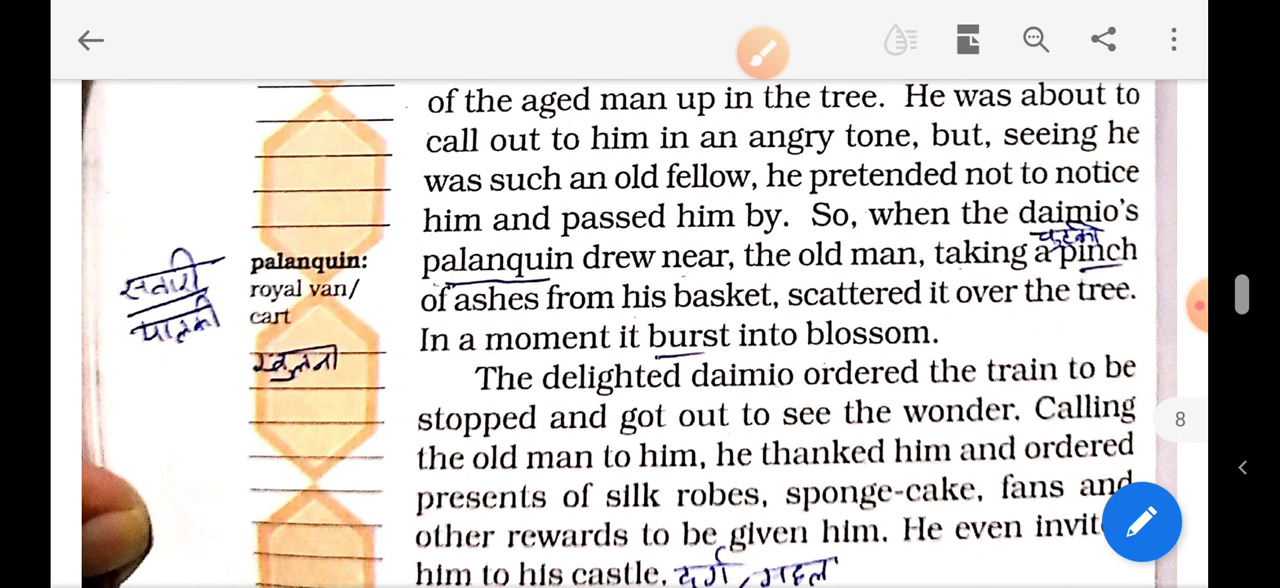 of the aged man up in the tree. He was about to
call out to him in an angry tone, but, seeing he
was such an old fellow, he pretended not to notice
him and passed him by. So, when the daimio's
चुटकी
palanquin drew near, the old man, taking a pinch
of ashes from his basket, scattered it over the tree.
In a moment it burst into blossom.
The delighted daimio ordered the train to be
stopped and got out to see the wonder. Calling
the old man to him, he thanked him and ordered
presents of silk robes, sponge-cake, fans and
other rewards to be given him. He even invit
him to his castle. दुर्ग / महल
palanquin:
royal van/
cart
सवारी
पालकी
8